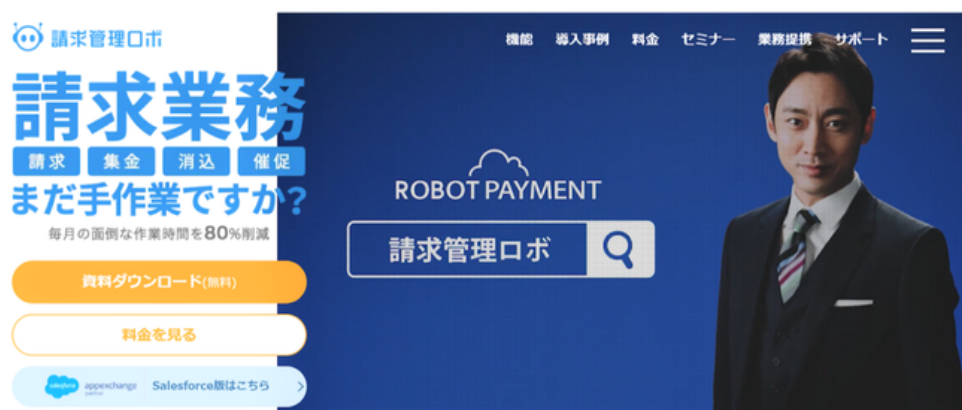 請求管理ロボ
機能 導入事例 料金 セミナー 業務提携 サポート
請求業務
請求 集金 消込 催促
まだ手作業ですか?
毎月の面倒な作業時間を80%削減
資料ダウンロード(無料)
料金を見る
salesforce appexchange partner Salesforce版はこちら
ROBOT PAYMENT
請求管理ロボ